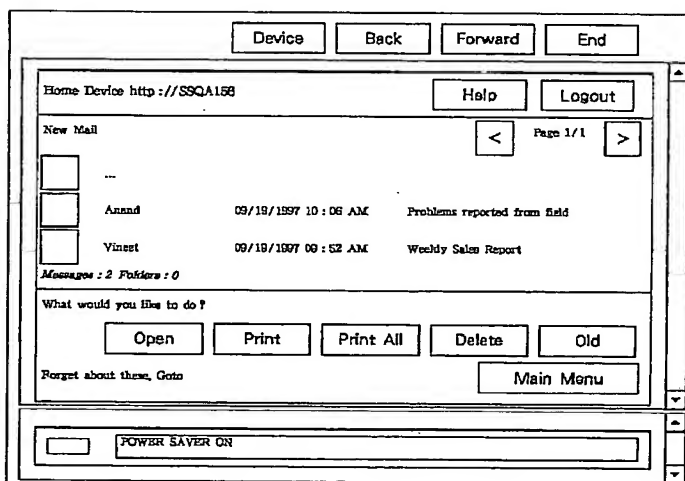 Device Back Forward End
Home Device http://SSQA158 Help Logout
New Mail < Page 1/1 >
...
Anand 09/19/1997 10:06 AM Problems reported from field
Vineet 09/19/1997 09:52 AM Weekly Sales Report
Messages : 2 Folders : 0
What would you like to do ?
Open Print Print All Delete Old
Forget about these, Goto Main Menu
POWER SAVER ON